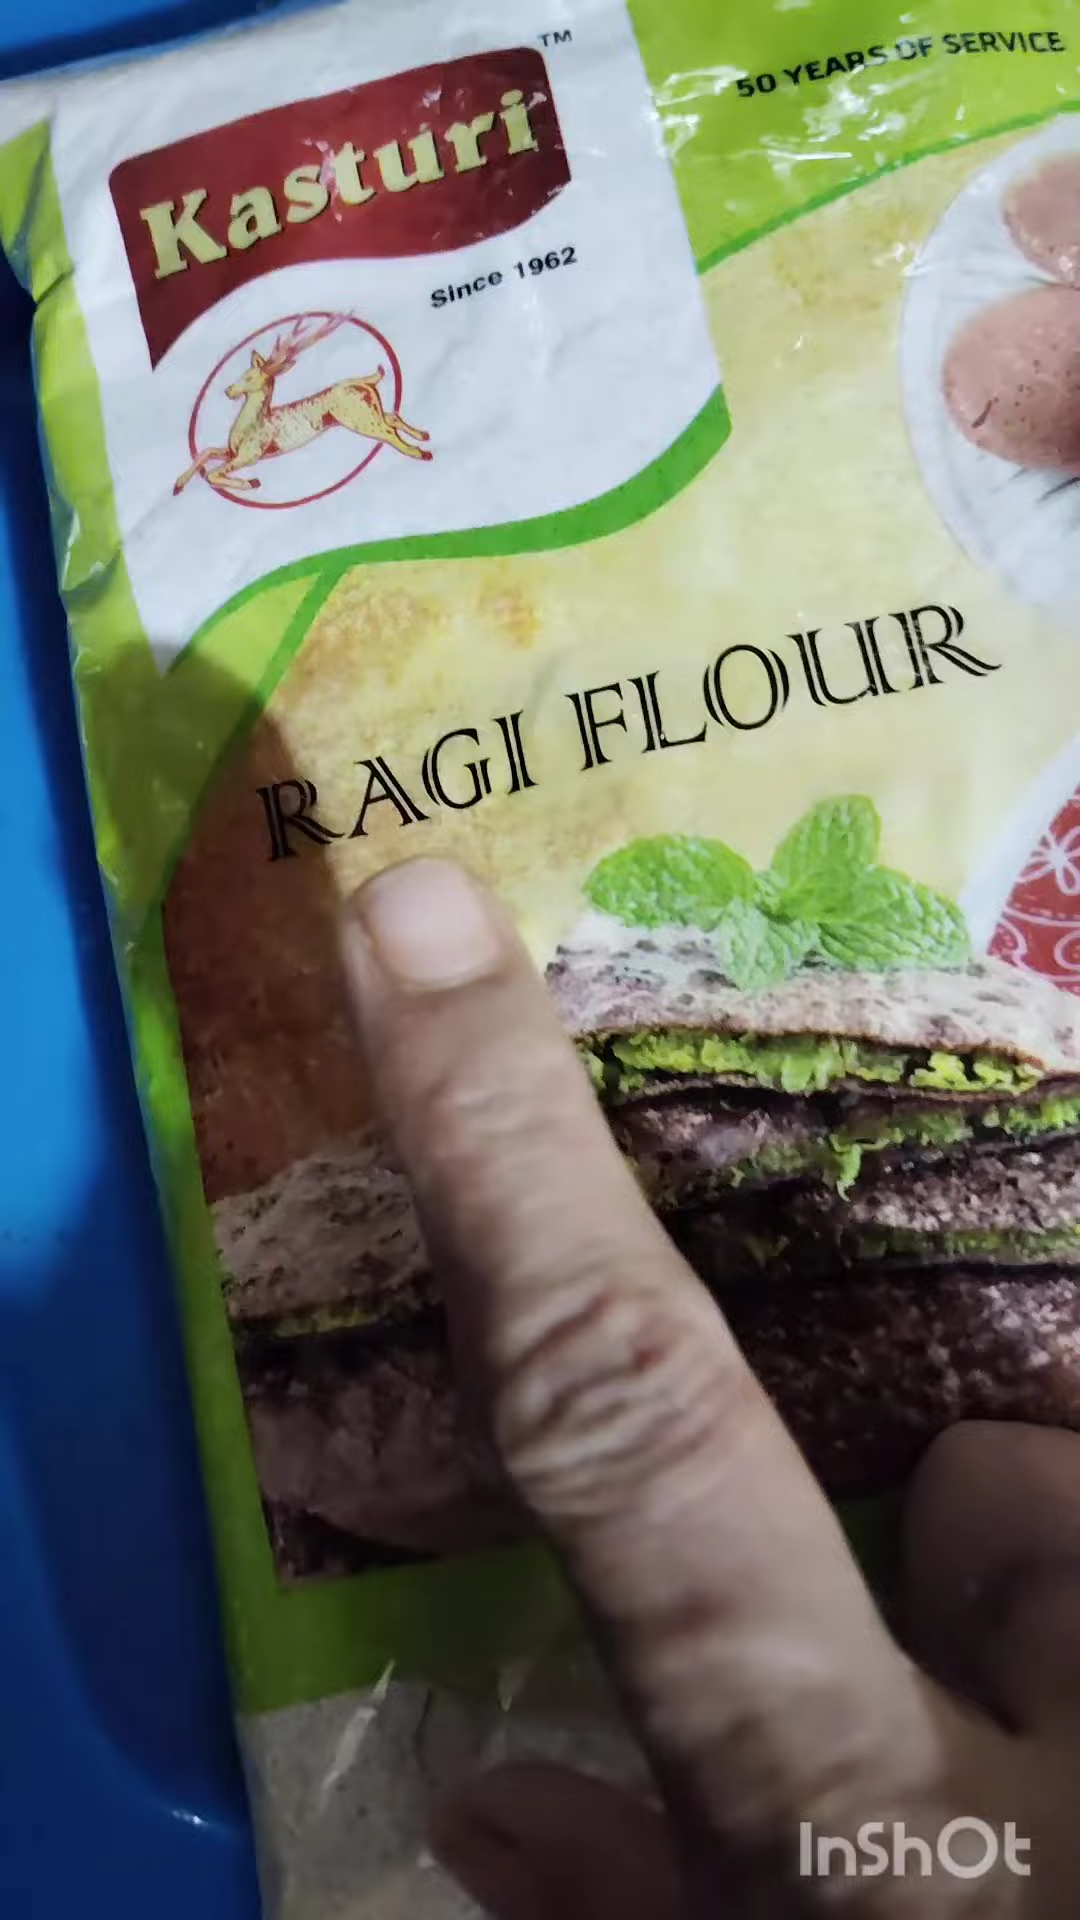 Kasturi
TM
Since 1962
50 YEARS OF SERVICE
RAGI FLOUR
InShOt